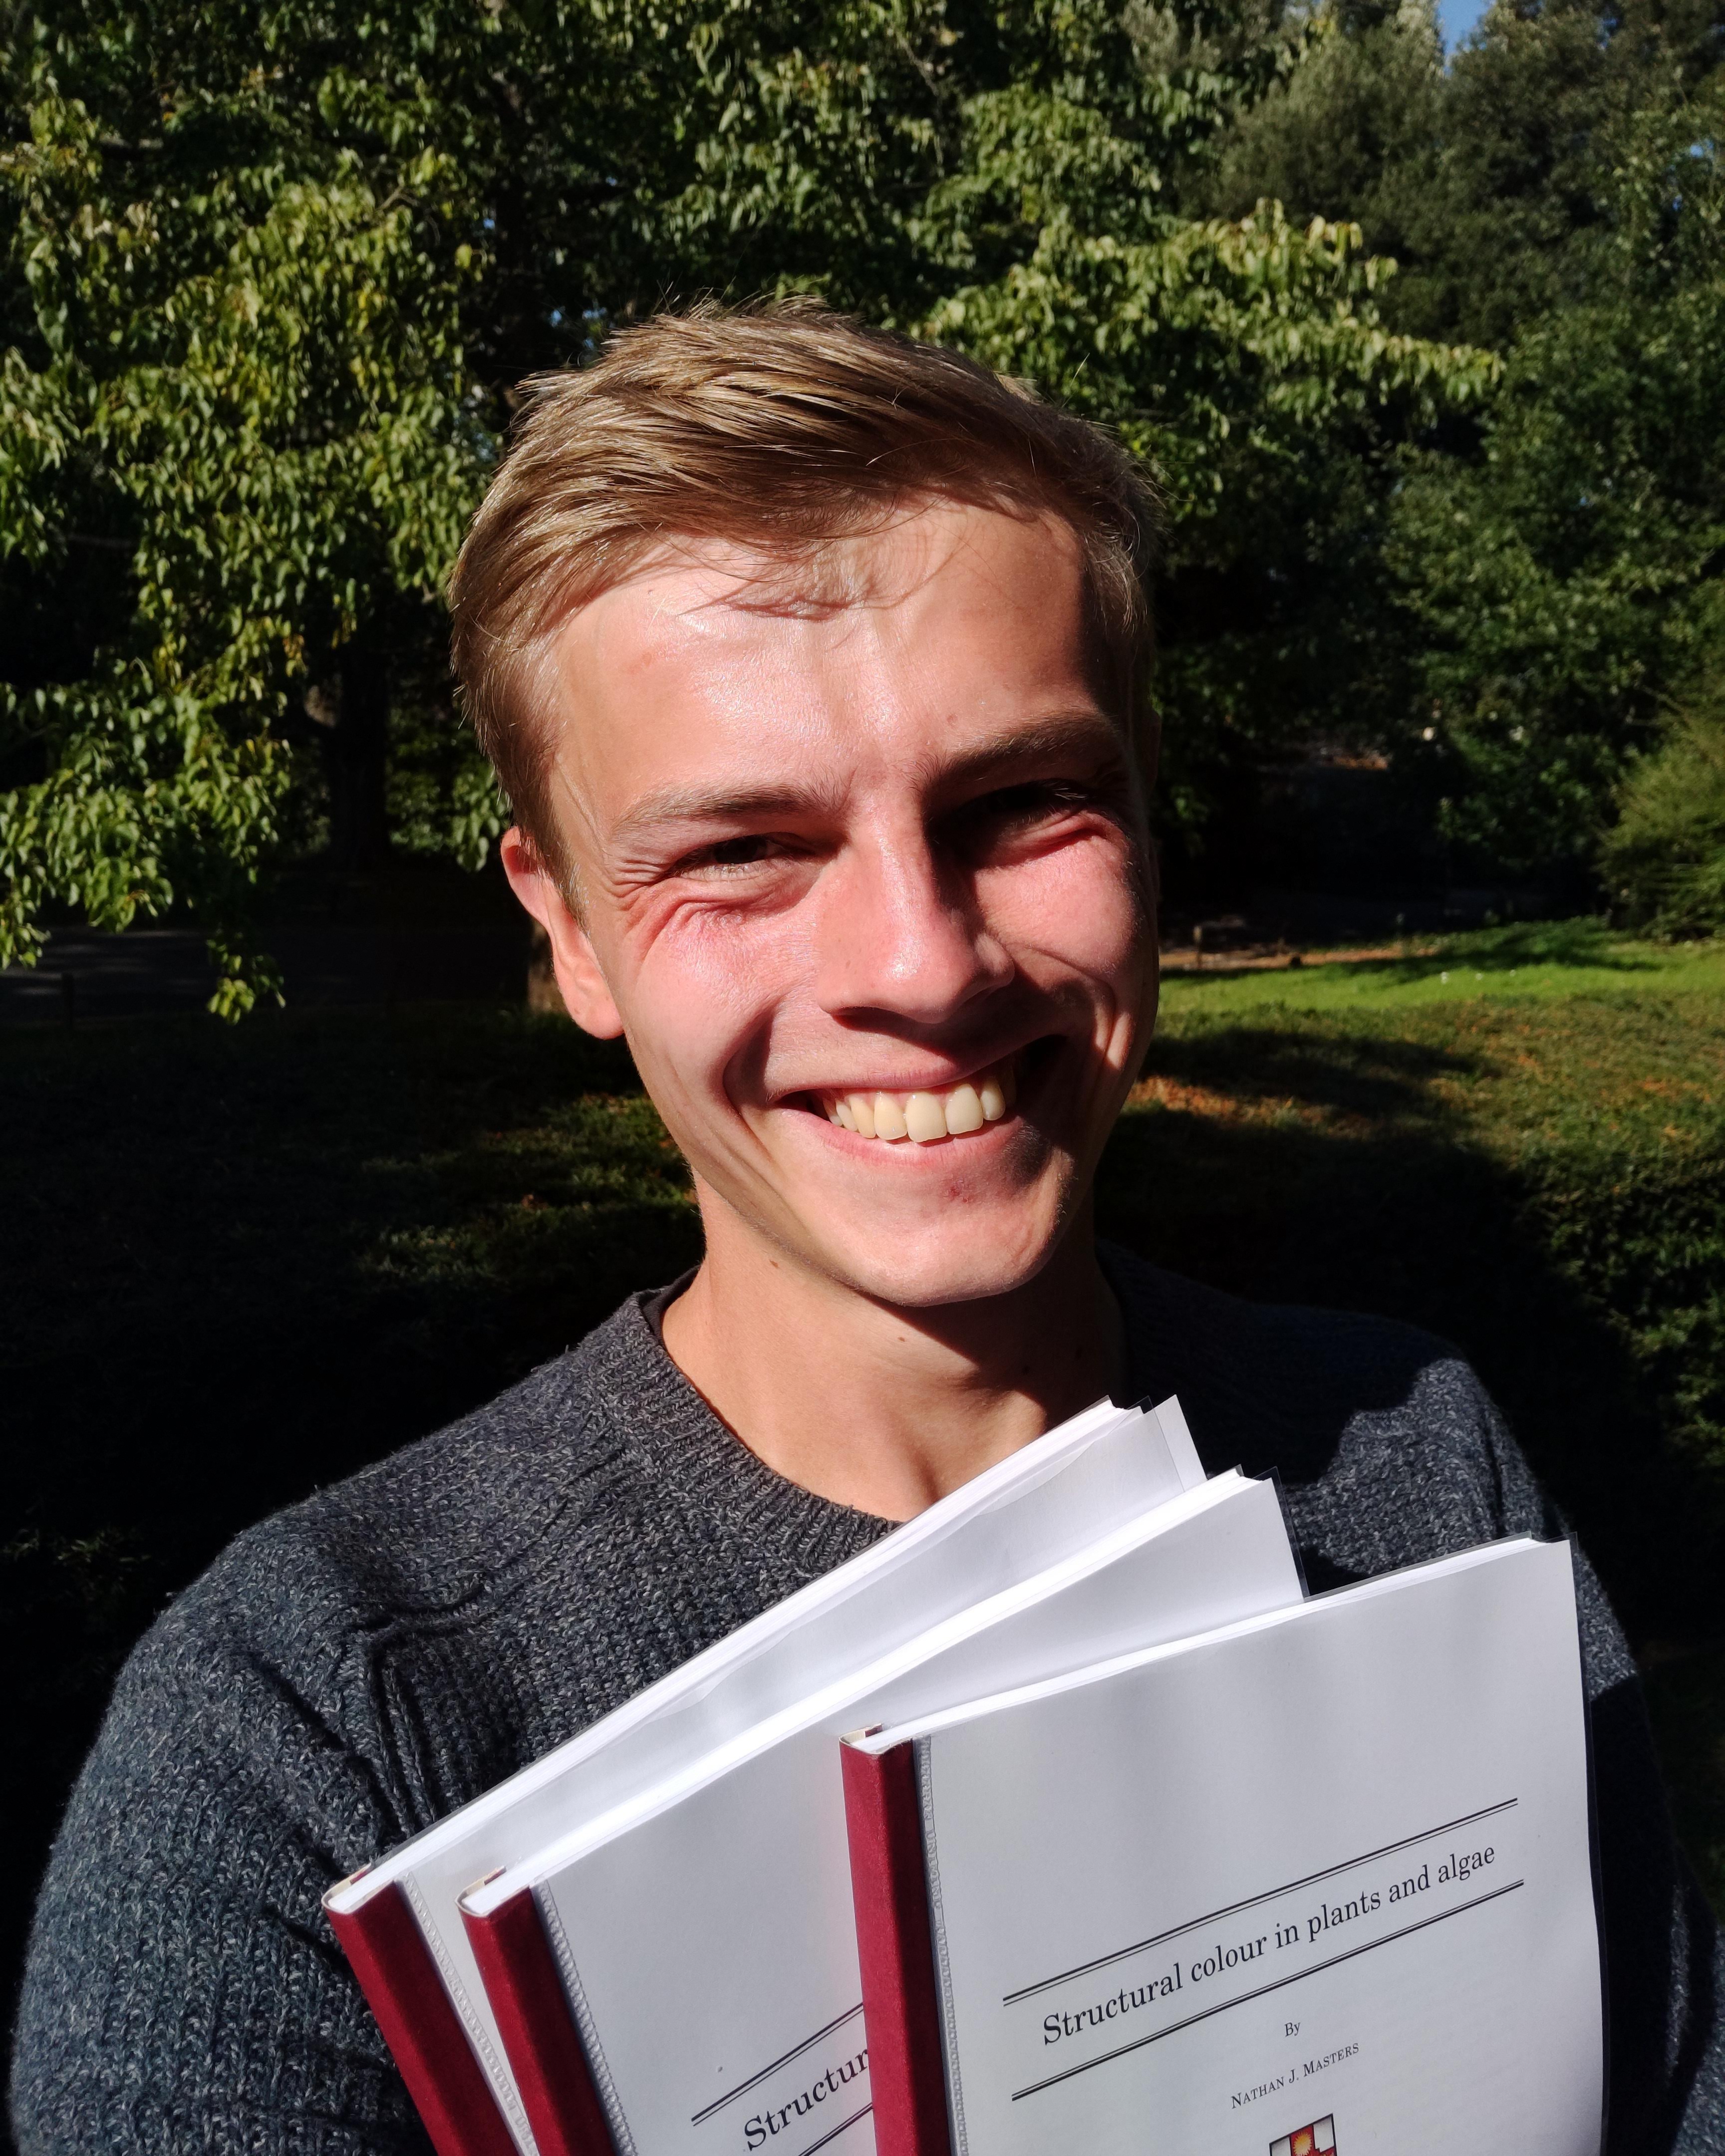 Structural colour in plants and algae
By
NATHAN J. MASTERS
Structur